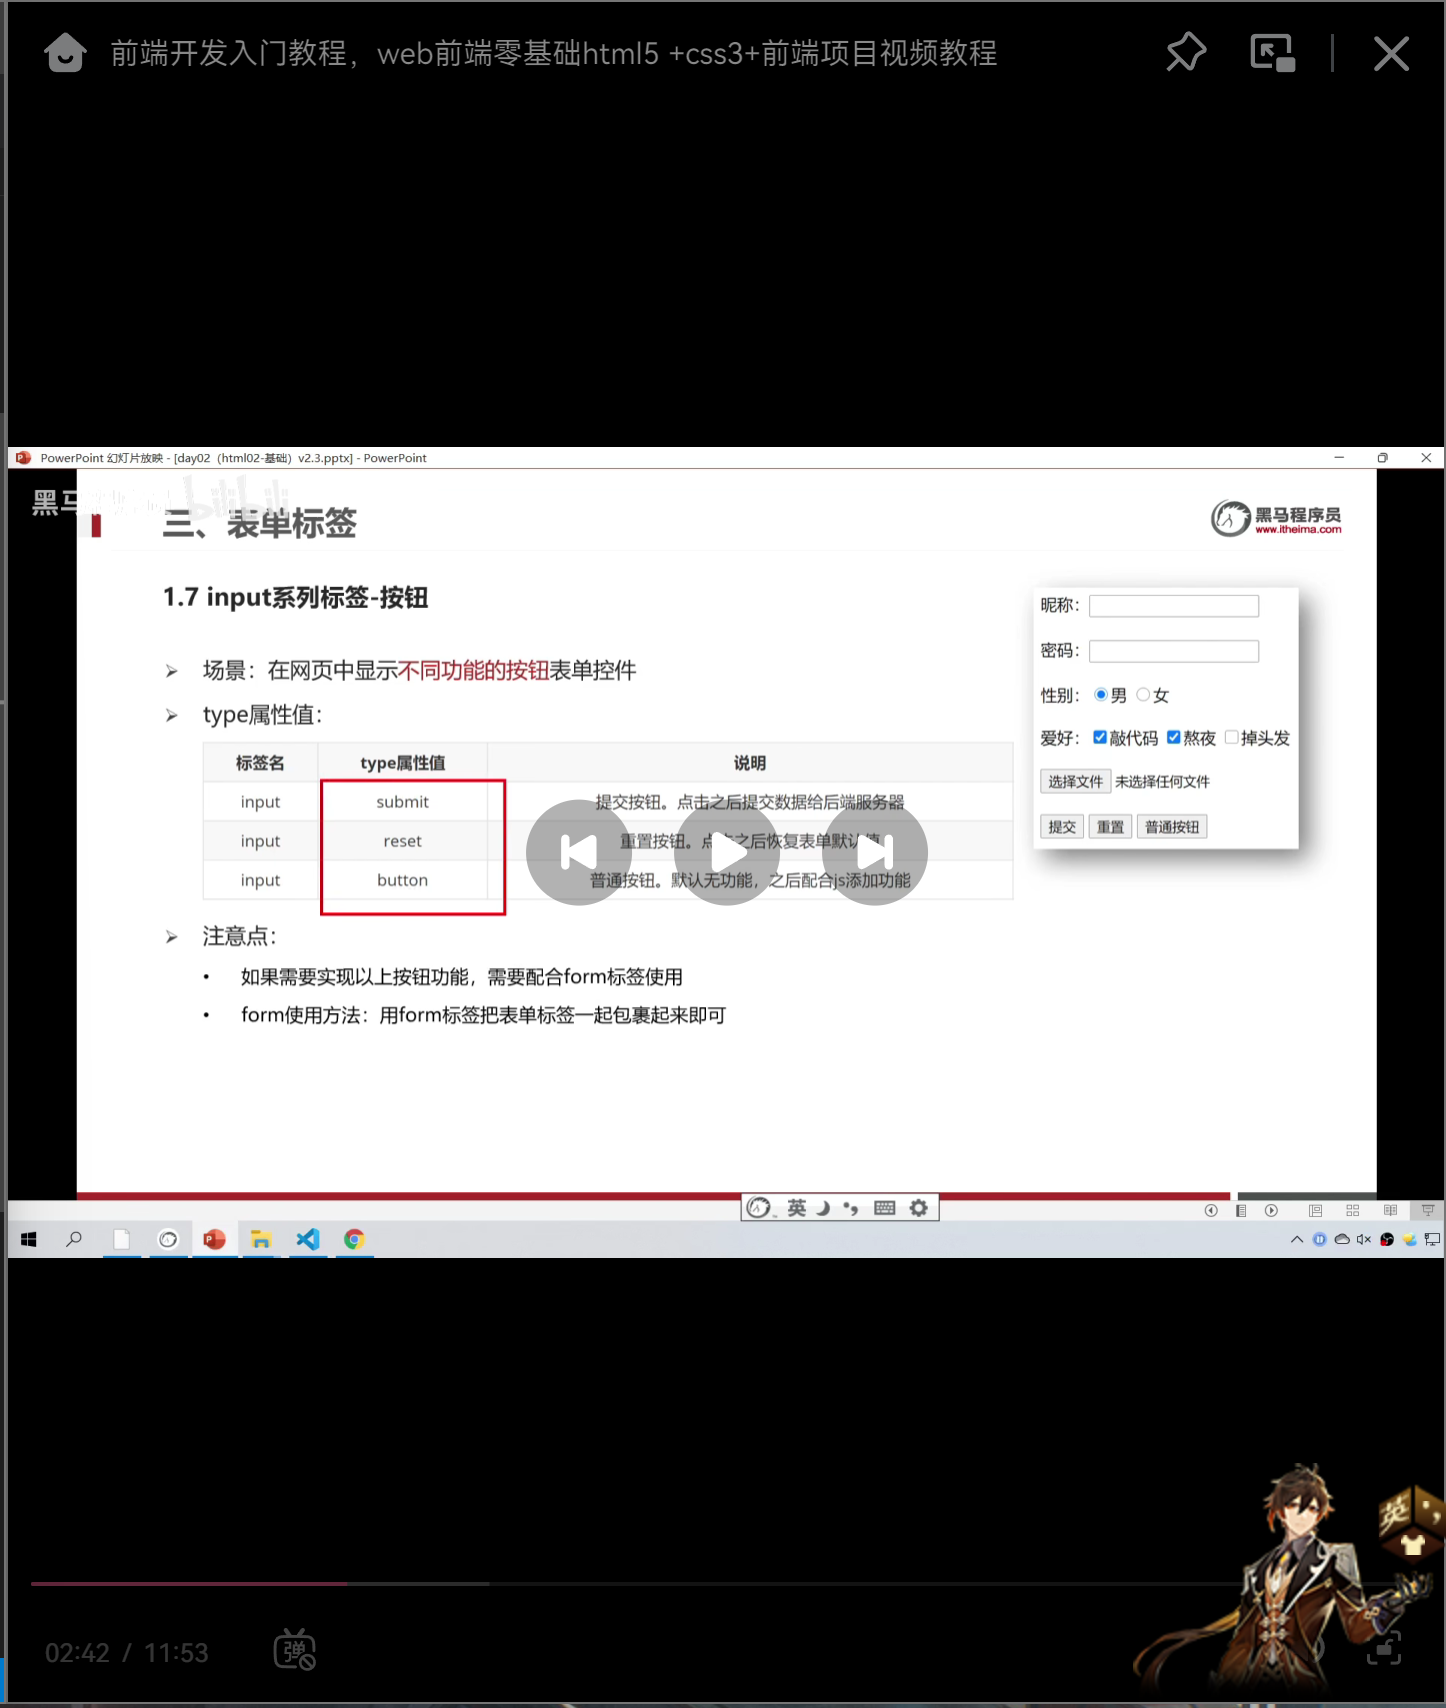 前端开发入门教程，web前端零基础html5 +css3+前端项目视频教程
PowerPoint 幻灯片放映 - [day02（html02-基础）v2.3.pptx] - PowerPoint
黑马 bilibili
三、表单标签
黑马程序员
www.itheima.com
1.7 input系列标签-按钮
场景：在网页中显示不同功能的按钮表单控件
type属性值：
标签名 type属性值 说明
input submit 提交按钮。点击之后提交数据给后端服务器
input reset 重置按钮。点击之后恢复表单默认值
input button 普通按钮。默认无功能，之后配合js添加功能
注意点：
如果需要实现以上按钮功能，需要配合form标签使用
form使用方法：用form标签把表单标签一起包裹起来即可
昵称：
密码：
性别： 男 女
爱好： 敲代码 熬夜 掉头发
选择文件 未选择任何文件
提交 重置 普通按钮
英
英
02:42 / 11:53
弹